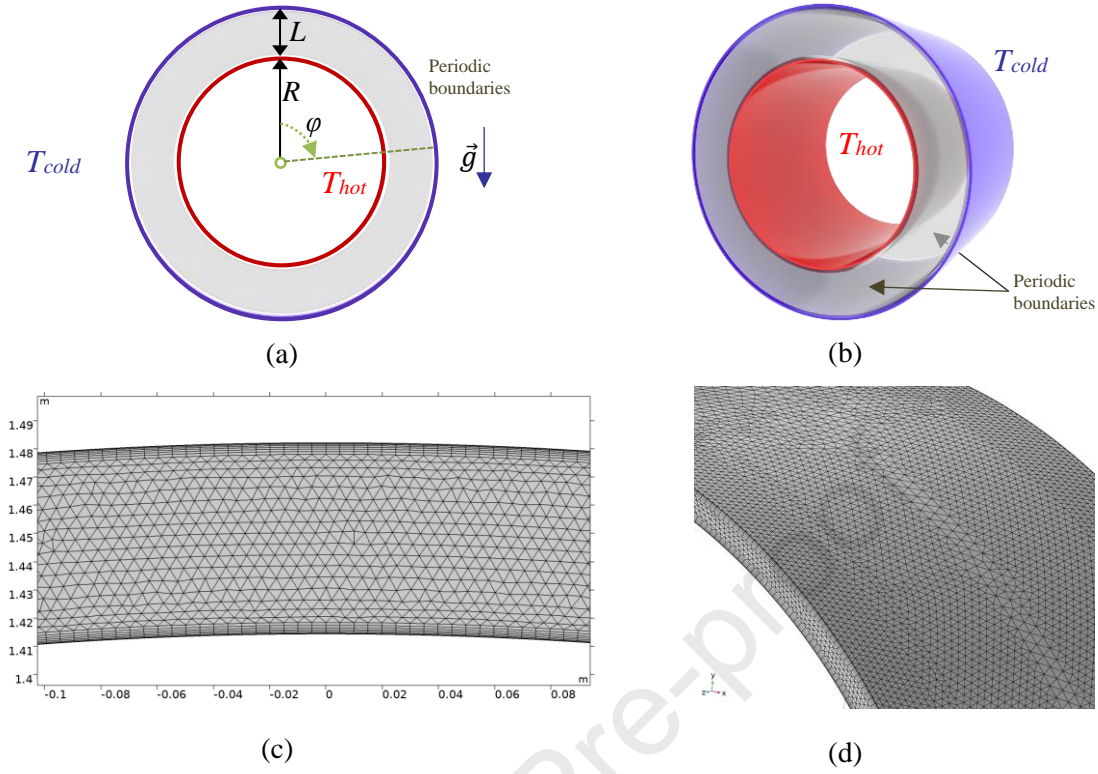 L
R
φ
Periodic
boundaries
T_cold
T_hot
g⃗
(a)
T_cold
T_hot
Periodic
boundaries
(b)
m
1.49
1.48
1.47
1.46
1.45
1.44
1.43
1.42
1.41
1.4
-0.1
-0.08
-0.06
-0.04
-0.02
0
0.02
0.04
0.06
0.08
m
(c)
y
z
x
(d)
Pre-proo